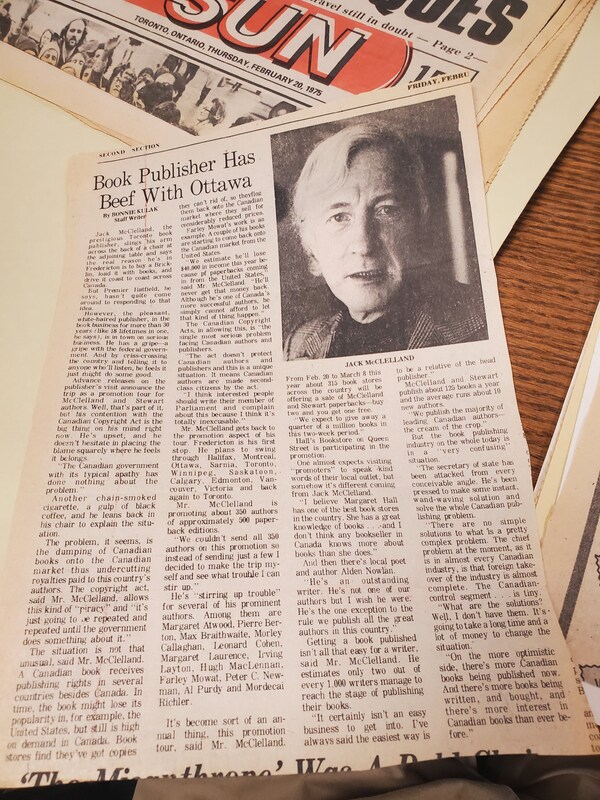 travel still in doubt — Page 2—
QUES
SUN
TORONTO, ONTARIO, THURSDAY, FEBRUARY 20, 1975
SECOND SECTION
FRIDAY, FEBRU
Book Publisher Has
Beef With Ottawa
By BONNIE KULAK
Staff Writer
Jack McClelland, the
prestigious Toronto book
publisher, slings his arm
across the back of a chair at
the adjoining table and says
the real reason he's in
Fredericton is to buy a Brick-
lin, load it with books, and
drive it coast to coast across
Canada.
But Premier Hatfield, he
says, hasn't quite come
around to responding to that
idea.
However, the pleasant,
white-haired publisher, in the
book business for more than 30
years (like 38 lifetimes in one,
he says), is in town on serious
business. He has a gripe—a
gripe with the federal govern-
ment. And by criss-crossing
the country and telling it to
anyone who'll listen, he feels it
just might do some good.
Advance releases on the
publisher's visit announce the
trip as a promotion tour for
McClelland and Stewart
authors. Well, that's part of it,
but his contention with the
Canadian Copyright Act is the
big thing on his mind right
now. He's upset, and he
doesn't hesitate in placing the
blame squarely where he feels
it belongs.
"The Canadian government
with its typical apathy has
done nothing about the
problem."
Another chain-smoked
cigarette, a gulp of black
coffee, and he leans back in
his chair to explain the situ-
ation.
The problem, it seems, is
the dumping of Canadian
books onto the Canadian
market thus undercutting
royalties paid to this country's
authors. The copyright act,
said Mr. McClelland, allows
this kind of "piracy" and "it's
just going to be repeated and
repeated until the government
does something about it."
The situation is not that
unusual, said Mr. McClelland.
A Canadian book receives
publishing rights in several
countries besides Canada. In
time, the book might lose its
popularity in, for example, the
United States, but still is high
on demand in Canada. Book
stores find they've got copies
they can't rid of, so they
them back onto the Canadian
market where they sell for
considerably reduced prices.
Farley Mowat's work is an
example. A couple of his books
are starting to come back onto
the Canadian market from the
United States.
"We estimate he'll lose
$40,000 in income this year be-
cause of paperbacks coming
in from the United States,"
said Mr. McClelland. "He'll
never get that money back.
Although he's one of Canada's
more successful authors, he
simply cannot afford to let
that kind of thing happen."
The Canadian Copyright
Acts, in allowing this, is "the
single most serious problem
facing Canadian authors and
publishers.
"The act doesn't protect
Canadian authors and
publishers and this is a unique
situation. It means Canadian
authors are made second-
class citizens by the act.
"I think interested people
should write their member of
Parliament and complain
about this because I think it's
totally inexcusable."
Mr. McClelland gets back
to the promotion aspect of his
tour. Fredericton is his first
stop. He plans to swing
through Halifax, Montreal,
Ottawa, Sarnia, Toronto,
Winnipeg, Saskatoon,
Calgary, Edmonton, Van-
couver, Victoria and back
again to Toronto.
Mr. McClelland is
promoting about 350 authors
of approximately 500 paper-
back editions.
"We couldn't send all 350
authors on this promotion so
instead of sending just a few I
decided to make the trip my-
self and see what trouble I can
stir up."
He's "stirring up trouble"
for several of his prominent
authors. Among them are
Margaret Atwood, Pierre Ber-
ton, Max Braithwaite, Morley
Callaghan, Leonard Cohen,
Margaret Laurence, Irving
Layton, Hugh MacLennan,
Farley Mowat, Peter C. New-
man, Al Purdy and Mordecai
Richler.
It's become sort of an an-
nual thing, this promotion
tour, said Mr. McClelland.
JACK McCLELLAND
From Feb. 20 to March 8 this
year about 315 book stores
across the country will be
offering a sale of McClelland
and Stewart paperbacks—buy
two and you get one free.
"We expect to give away a
quarter of a million books in
this two-week period."
Hall's Bookstore on Queen
Street is participating in the
promotion.
One almost expects visiting
"promoters" to speak kind
words of their local outlet, but
somehow it's different coming
from Jack McClelland.
"I believe Margaret Hall
has one of the best book stores
in the country. She has a great
knowledge of books . . . and I
don't think any bookseller in
Canada knows more about
books than she does."
And then there's local poet
and author Alden Nowlan.
"He's an outstanding
writer. He's not one of our
authors but I wish he were.
He's the one exception to the
rule we publish all the great
authors in this country."
Getting a book published
isn't all that easy for a writer,
said Mr. McClelland. He
estimates only two out of
every 1,000 writers manage to
reach the stage of publishing
their books.
"It certainly isn't an easy
business to get into. I've
always said the easiest way is
to be a relative of the head
publisher."
McClelland and Stewart
publish about 125 books a year
and the average runs about 10
new authors.
"We publish the majority of
leading Canadian authors—
the cream of the crop."
But the book publishing
industry on the whole today is
in a "very confusing"
situation.
"The secretary of state has
been attacked from every
conceivable angle. He's been
pressed to make some instant,
wand-waving solution and
solve the whole Canadian pub-
lishing problem.
"There are no simple
solutions to what is a pretty
complex problem. The chief
problem at the moment, as it
is in almost every Canadian
industry, is that foreign take-
over of the industry is almost
complete. The Canadian-
control segment . . . is tiny.
"What are the solutions?
Well, I don't have them. It's
going to take a long time and a
lot of money to change the
situation."
"On the more optimistic
side, there's more Canadian
books being published now.
And there's more books being
written, and bought, and
there's more interest in
Canadian books than ever be-
fore."
'The Misanthrope' Was A